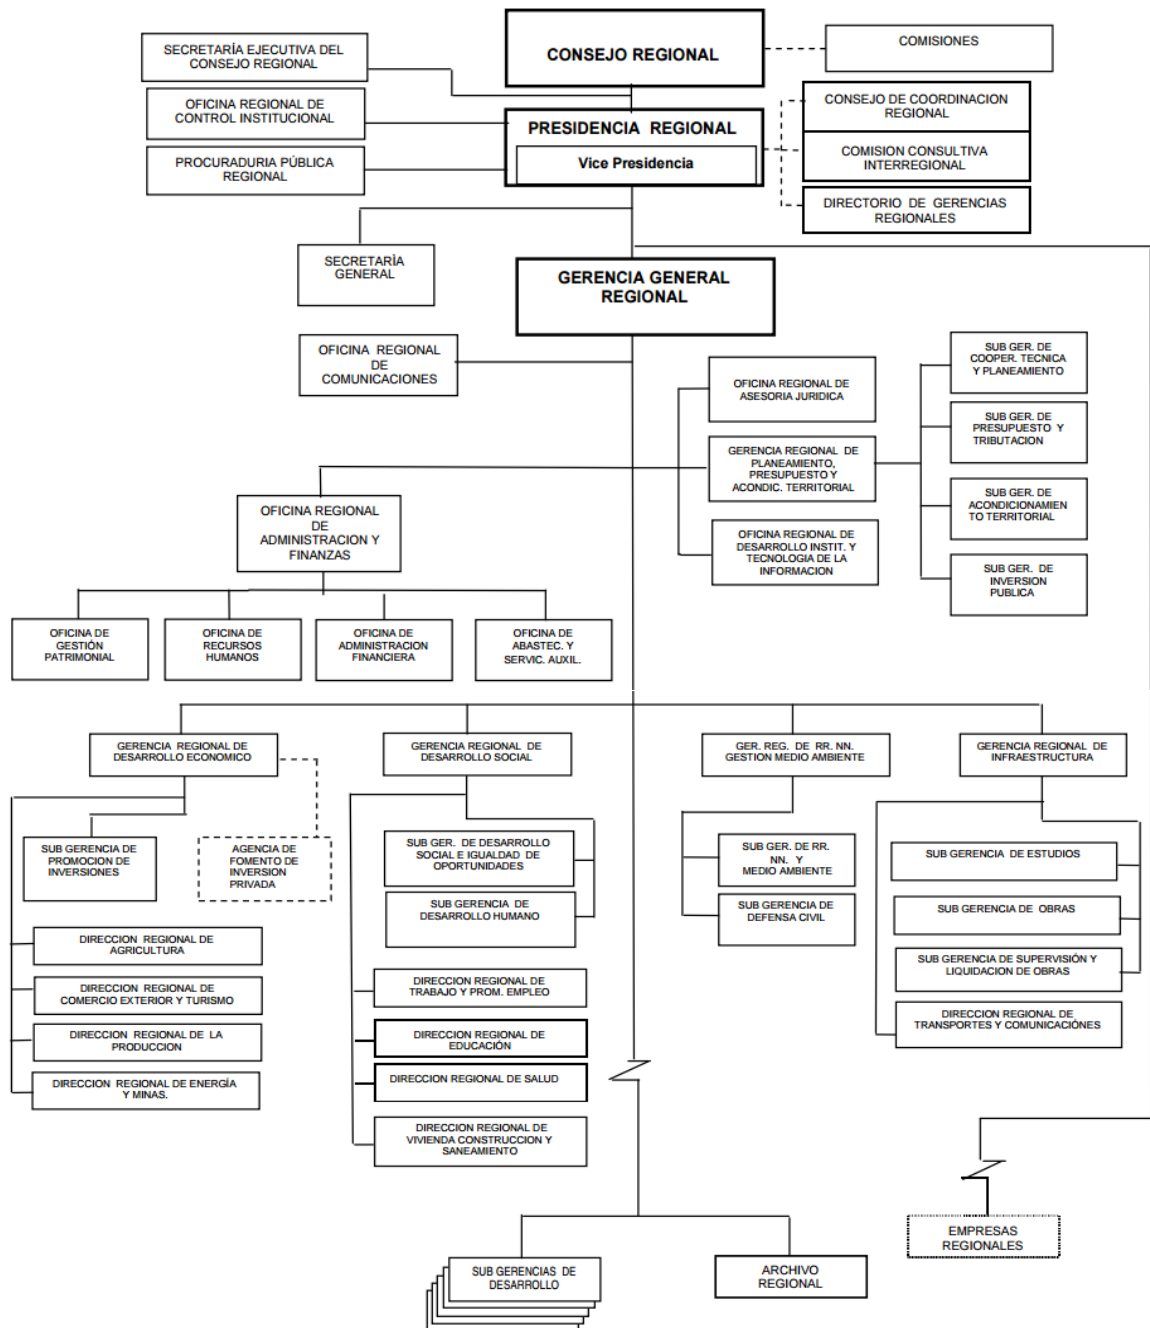 CONSEJO REGIONAL
COMISIONES
SECRETARÍA EJECUTIVA DEL
CONSEJO REGIONAL
OFICINA REGIONAL DE
CONTROL INSTITUCIONAL
PROCURADURIA PÚBLICA
REGIONAL
PRESIDENCIA REGIONAL
Vice Presidencia
CONSEJO DE COORDINACION
REGIONAL
COMISION CONSULTIVA
INTERREGIONAL
DIRECTORIO DE GERENCIAS
REGIONALES
SECRETARÌA
GENERAL
GERENCIA GENERAL
REGIONAL
OFICINA REGIONAL
DE
COMUNICACIONES
OFICINA REGIONAL DE
ASESORIA JURIDICA
GERENCIA REGIONAL DE
PLANEAMIENTO,
PRESUPUESTO Y
ACONDIC. TERRITORIAL
OFICINA REGIONAL DE
DESARROLLO INSTIT. Y
TECNOLOGIA DE LA
INFORMACION
SUB GER. DE
COOPER. TECNICA
Y PLANEAMIENTO
SUB GER. DE
PRESUPUESTO Y
TRIBUTACION
SUB GER. DE
ACONDICIONAMIEN
TO TERRITORIAL
SUB GER. DE
INVERSION
PUBLICA
OFICINA REGIONAL
DE
ADMINISTRACION Y
FINANZAS
OFICINA DE
GESTIÓN
PATRIMONIAL
OFICINA DE
RECURSOS
HUMANOS
OFICINA DE
ADMINISTRACION
FINANCIERA
OFICINA DE
ABASTEC. Y
SERVIC. AUXIL.
GERENCIA REGIONAL DE
DESARROLLO ECONOMICO
GERENCIA REGIONAL DE
DESARROLLO SOCIAL
GER. REG. DE RR. NN.
GESTION MEDIO AMBIENTE
GERENCIA REGIONAL DE
INFRAESTRUCTURA
SUB GERENCIA DE
PROMOCION DE
INVERSIONES
AGENCIA DE
FOMENTO DE
INVERSION
PRIVADA
DIRECCION REGIONAL DE
AGRICULTURA
DIRECCION REGIONAL DE
COMERCIO EXTERIOR Y TURISMO
DIRECCION REGIONAL DE LA
PRODUCCION
DIRECCION REGIONAL DE ENERGÍA
Y MINAS.
SUB GER. DE DESARROLLO
SOCIAL E IGUALDAD DE
OPORTUNIDADES
SUB GERENCIA DE
DESARROLLO HUMANO
DIRECCION REGIONAL DE
TRABAJO Y PROM. EMPLEO
DIRECCION REGIONAL DE
EDUCACIÓN
DIRECCION REGIONAL DE SALUD
DIRECCION REGIONAL DE
VIVIENDA CONSTRUCCION Y
SANEAMIENTO
SUB GER. DE RR.
NN. Y
MEDIO AMBIENTE
SUB GERENCIA DE
DEFENSA CIVIL
SUB GERENCIA DE ESTUDIOS
SUB GERENCIA DE OBRAS
SUB GERENCIA DE SUPERVISIÓN Y
LIQUIDACION DE OBRAS
DIRECCION REGIONAL DE
TRANSPORTES Y COMUNICACIÓNES
EMPRESAS
REGIONALES
SUB GERENCIAS DE
DESARROLLO
ARCHIVO
REGIONAL